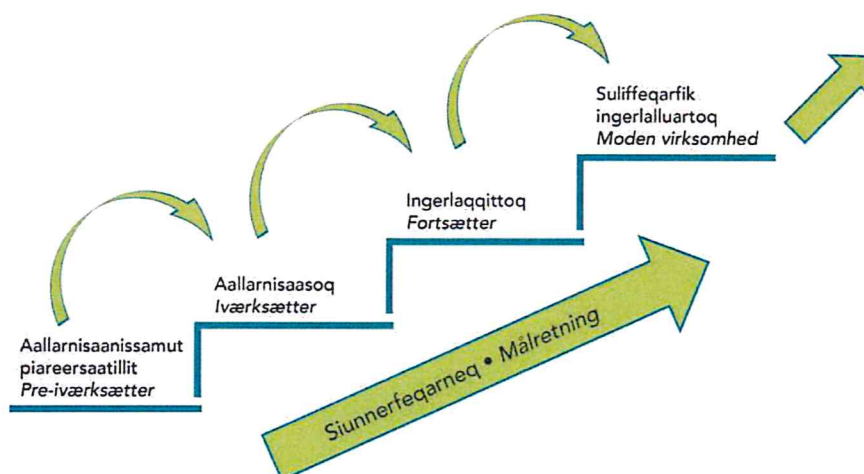 Aallarnisaanissamut
piareersaatillit
Pre-iværksætter
Aallarnisaasoq
Iværksætter
Ingerlaqqittoq
Fortsætter
Suliffeqarfik
ingerlalluartoq
Moden virksomhed
Siunnerfeqarneq • Målretning